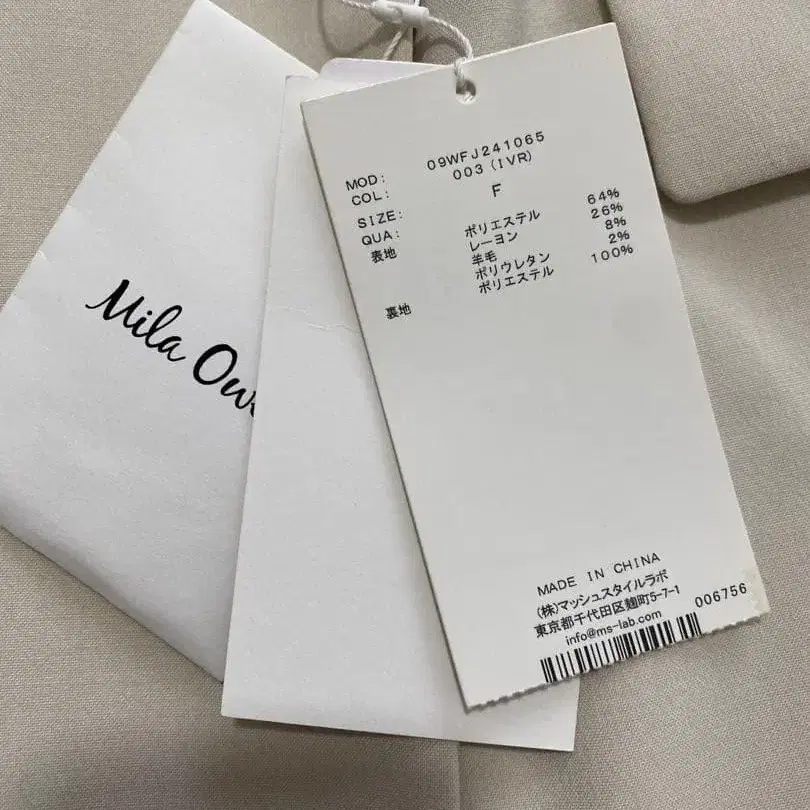 Mila Ow
MOD: 09WFJ241065
COL: 003(IVR)
SIZE: F
QUA:
表地 ポリエステル 64%
レーヨン 26%
羊毛 8%
ポリウレタン 2%
裏地 ポリエステル 100%
MADE IN CHINA
(株)マッシュスタイルラボ
東京都千代田区麹町5-7-1
info@ms-lab.com
006756